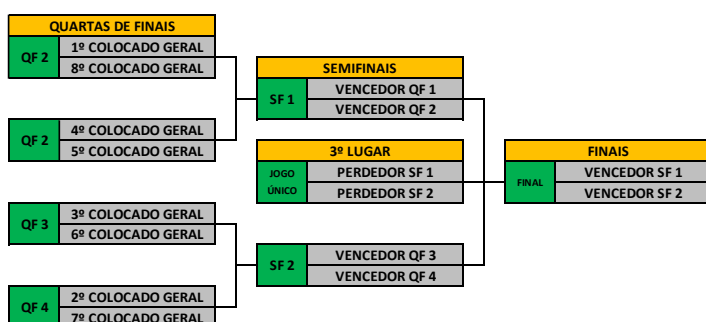 QUARTAS DE FINAIS
QF 2
1º COLOCADO GERAL
8º COLOCADO GERAL
QF 2
4º COLOCADO GERAL
5º COLOCADO GERAL
QF 3
3º COLOCADO GERAL
6º COLOCADO GERAL
QF 4
2º COLOCADO GERAL
7º COLOCADO GERAL
SEMIFINAIS
SF 1
VENCEDOR QF 1
VENCEDOR QF 2
3º LUGAR
JOGO
ÚNICO
PERDEDOR SF 1
PERDEDOR SF 2
SF 2
VENCEDOR QF 3
VENCEDOR QF 4
FINAIS
FINAL
VENCEDOR SF 1
VENCEDOR SF 2